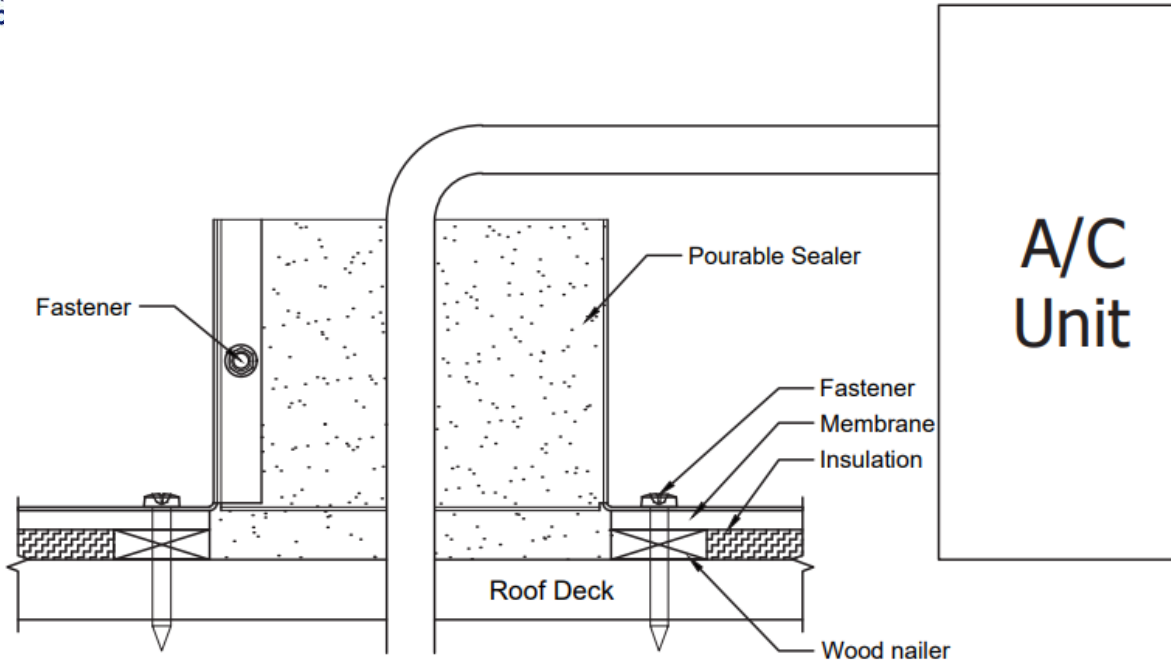 A/C
Unit
Pourable Sealer
Fastener
Fastener
Membrane
Insulation
Roof Deck
Wood nailer